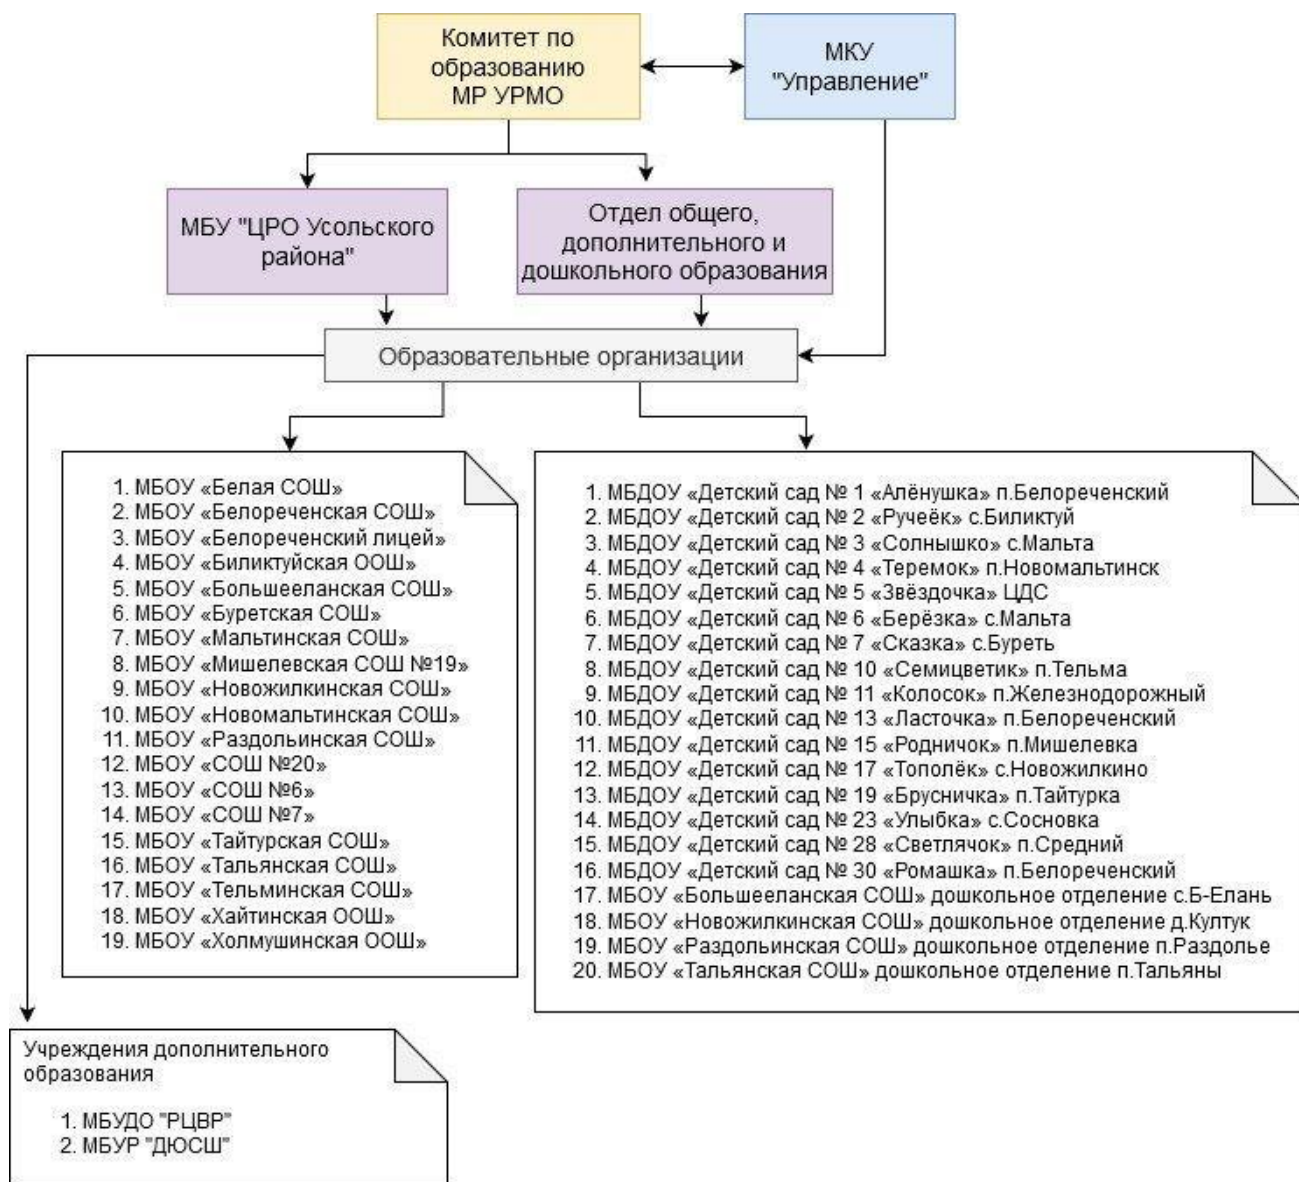 Комитет по
образованию
МР УРМО
МКУ
"Управление"
МБУ "ЦРО Усольского
района"
Отдел общего,
дополнительного и
дошкольного образования
Образовательные организации
1. МБОУ «Белая СОШ»
2. МБОУ «Белореченская СОШ»
3. МБОУ «Белореченский лицей»
4. МБОУ «Биликтуйская ООШ»
5. МБОУ «Большееланская СОШ»
6. МБОУ «Буретская СОШ»
7. МБОУ «Мальтинская СОШ»
8. МБОУ «Мишелевская СОШ №19»
9. МБОУ «Новожилкинская СОШ»
10. МБОУ «Новомальтинская СОШ»
11. МБОУ «Раздольинская СОШ»
12. МБОУ «СОШ №20»
13. МБОУ «СОШ №6»
14. МБОУ «СОШ №7»
15. МБОУ «Тайтурская СОШ»
16. МБОУ «Тальянская СОШ»
17. МБОУ «Тельминская СОШ»
18. МБОУ «Хайтинская ООШ»
19. МБОУ «Холмушинская ООШ»
1. МБДОУ «Детский сад № 1 «Алёнушка» п.Белореченский
2. МБДОУ «Детский сад № 2 «Ручеёк» с.Биликтуй
3. МБДОУ «Детский сад № 3 «Солнышко» с.Мальта
4. МБДОУ «Детский сад № 4 «Теремок» п.Новомальтинск
5. МБДОУ «Детский сад № 5 «Звёздочка» ЦДС
6. МБДОУ «Детский сад № 6 «Берёзка» с.Мальта
7. МБДОУ «Детский сад № 7 «Сказка» с.Буреть
8. МБДОУ «Детский сад № 10 «Семицветик» п.Тельма
9. МБДОУ «Детский сад № 11 «Колосок» п.Железнодорожный
10. МБДОУ «Детский сад № 13 «Ласточка» п.Белореченский
11. МБДОУ «Детский сад № 15 «Родничок» п.Мишелевка
12. МБДОУ «Детский сад № 17 «Тополёк» с.Новожилкино
13. МБДОУ «Детский сад № 19 «Брусничка» п.Тайтурка
14. МБДОУ «Детский сад № 23 «Улыбка» с.Сосновка
15. МБДОУ «Детский сад № 28 «Светлячок» п.Средний
16. МБДОУ «Детский сад № 30 «Ромашка» п.Белореченский
17. МБОУ «Большееланская СОШ» дошкольное отделение с.Б-Елань
18. МБОУ «Новожилкинская СОШ» дошкольное отделение д.Култук
19. МБОУ «Раздольинская СОШ» дошкольное отделение п.Раздолье
20. МБОУ «Тальянская СОШ» дошкольное отделение п.Тальяны
Учреждения дополнительного
образования
1. МБУДО "РЦВР"
2. МБУР "ДЮСШ"